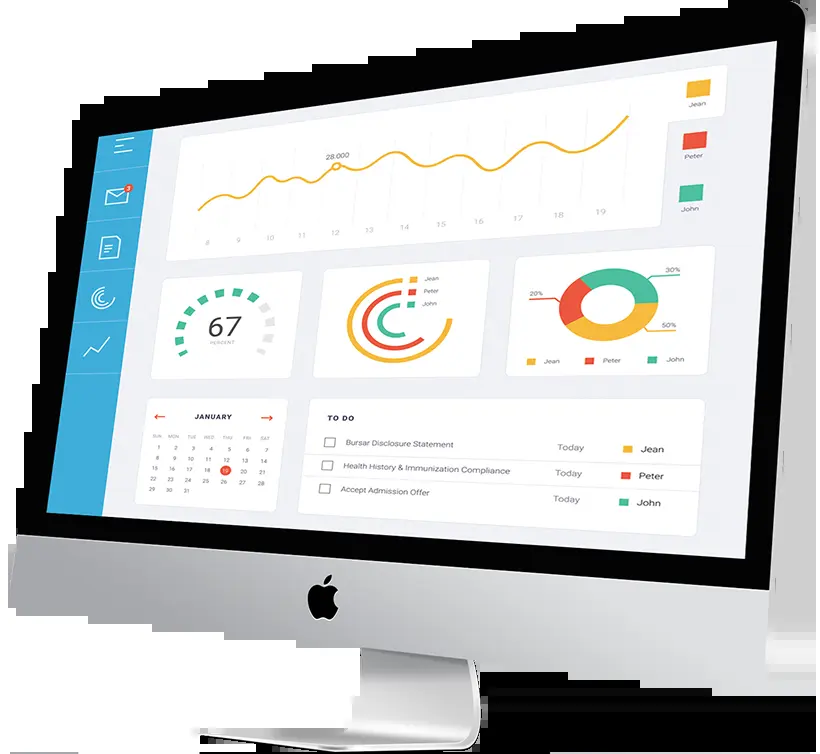 Jean
Peter
John
3
28.000
8 9 10 11 12 13 14 15 16 17 18 19
67
PERCENT
Jean
Peter
John
30%
20%
50%
Jean Peter John
JANUARY
SUN MON TUE WED THU FRI SAT
1 2 3 4 5 6 7
8 9 10 11 12 13 14
15 16 17 18 19 20 21
22 23 24 25 26 27 28
29 30 31
TO DO
Bursar Disclosure Statement Today Jean
Health History & Immunization Compliance Today Peter
Accept Admission Offer Today John